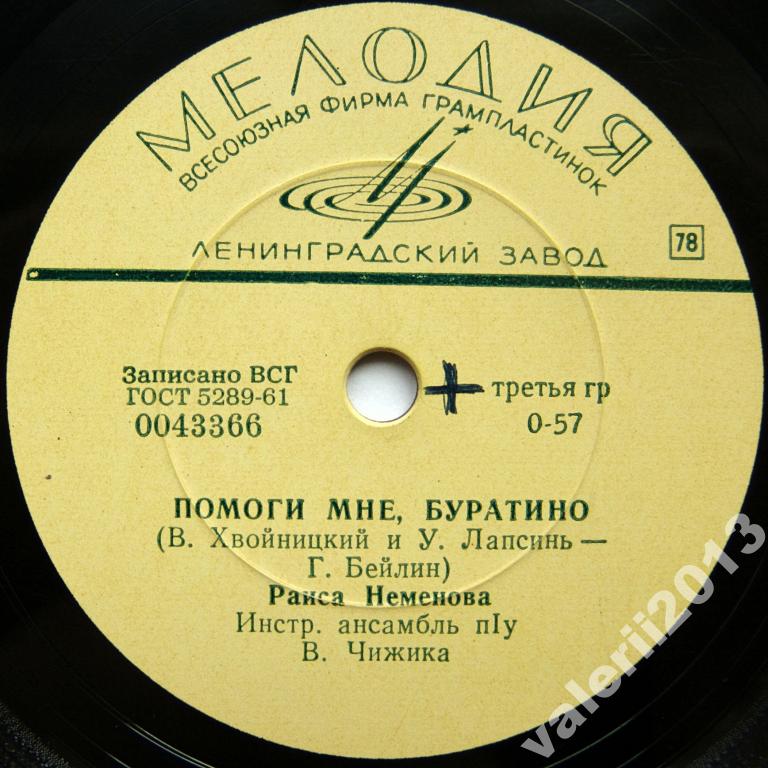 МЕЛОДИЯ
ВСЕСОЮЗНАЯ ФИРМА ГРАМПЛАСТИНОК
ЛЕНИНГРАДСКИЙ ЗАВОД
78
Записано ВСГ
ГОСТ 5289-61
0043366
третья гр
0-57
ПОМОГИ МНЕ, БУРАТИНО
(В. Хвойницкий и У. Лапсинь —
Г. Бейлин)
Раиса Неменова
Инстр. ансамбль пIу
В. Чижика
valerii2013